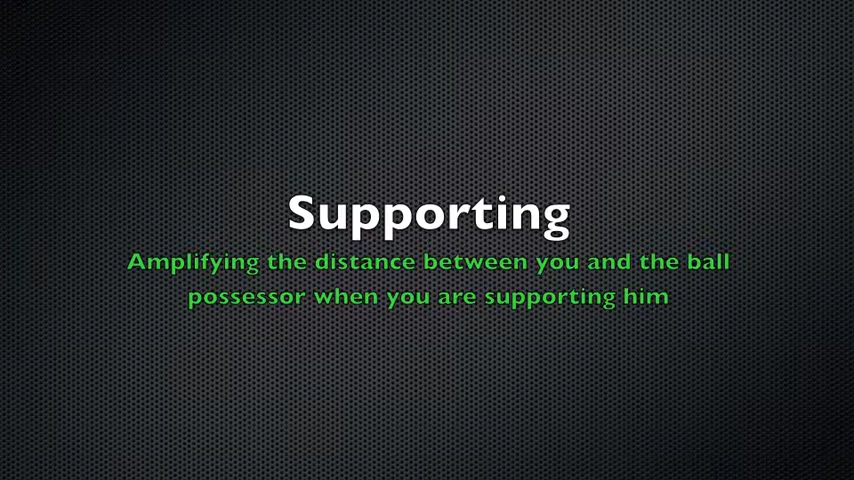 Supporting
Amplifying the distance between you and the ball
possessor when you are supporting him